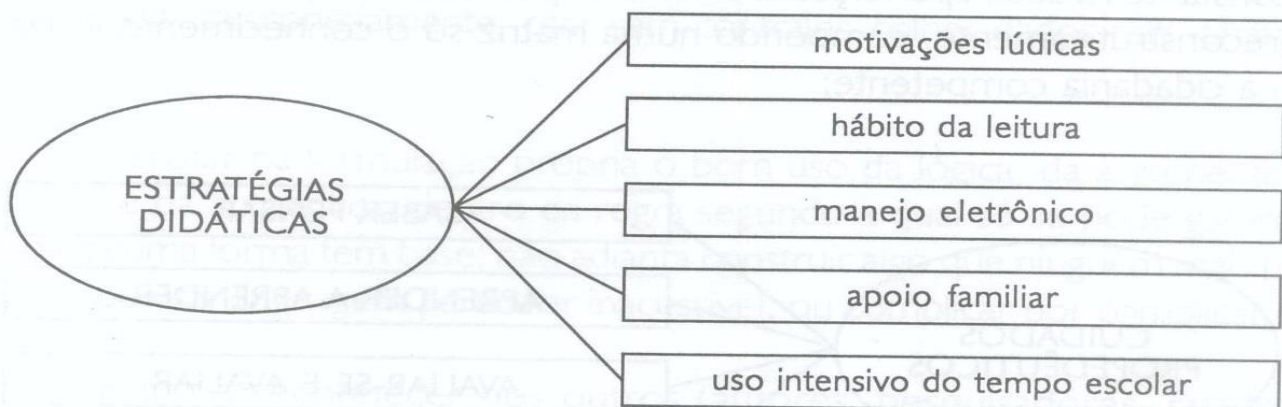 ESTRATÉGIAS
DIDÁTICAS
motivações lúdicas
hábito da leitura
manejo eletrônico
apoio familiar
uso intensivo do tempo escolar